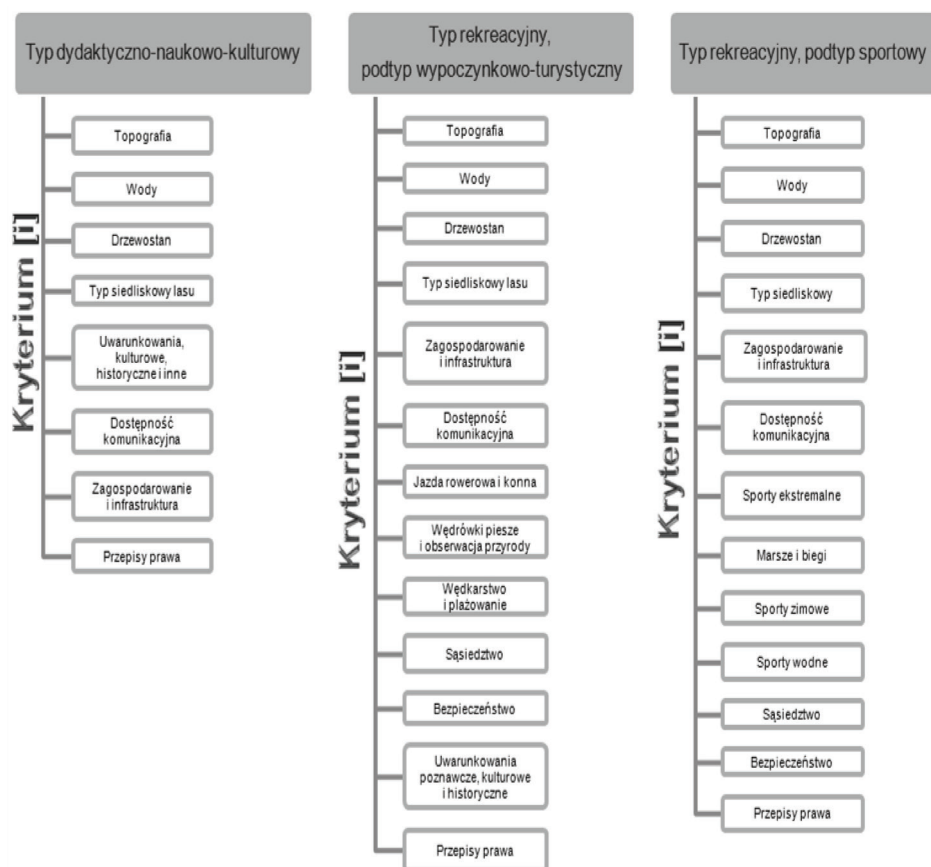 Typ dydaktyczno-naukowo-kulturowy
Kryterium [i]
Topografia
Wody
Drzewostan
Typ siedliskowy lasu
Uwarunkowania,
kulturowe,
historyczne i inne
Dostępność
komunikacyjna
Zagospodarowanie
i infrastruktura
Przepisy prawa
Typ rekreacyjny,
podtyp wypoczynkowo-turystyczny
Kryterium [i]
Topografia
Wody
Drzewostan
Typ siedliskowy lasu
Zagospodarowanie
i infrastruktura
Dostępność
komunikacyjna
Jazda rowerowa i konna
Wędrówki piesze
i obserwacja przyrody
Wędkarstwo
i plażowanie
Sąsiedztwo
Bezpieczeństwo
Uwarunkowania
poznawcze, kulturowe
i historyczne
Przepisy prawa
Typ rekreacyjny, podtyp sportowy
Kryterium [i]
Topografia
Wody
Drzewostan
Typ siedliskowy
Zagospodarowanie
i infrastruktura
Dostępność
komunikacyjna
Sporty ekstremalne
Marsze i biegi
Sporty zimowe
Sporty wodne
Sąsiedztwo
Bezpieczeństwo
Przepisy prawa